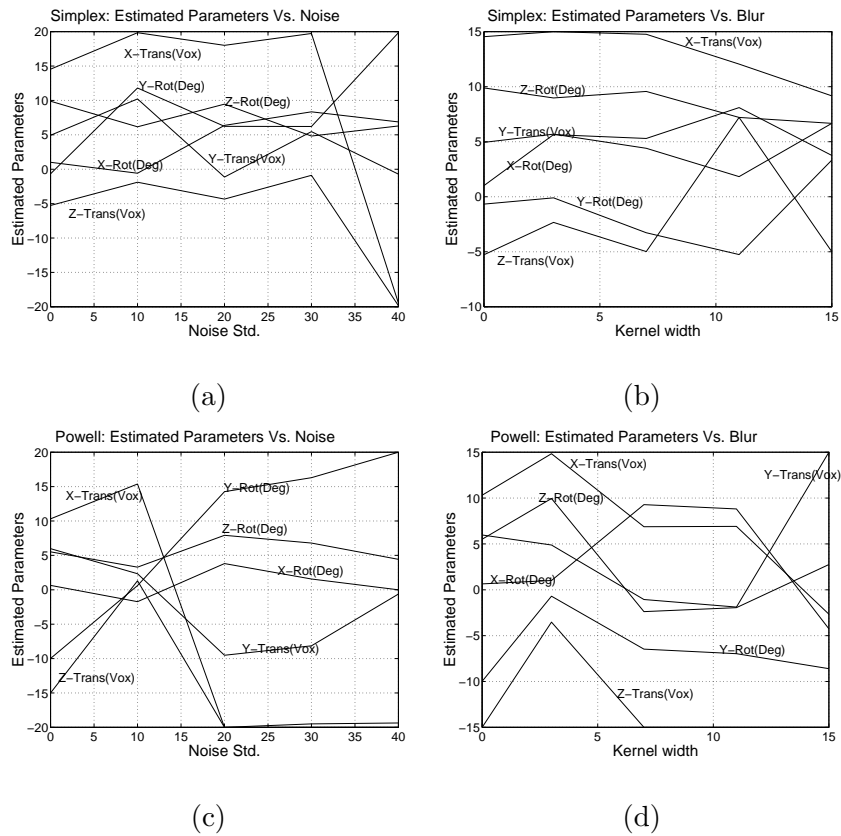 Simplex: Estimated Parameters Vs. Noise
20
15
10
5
0
−5
−10
−15
−20
Estimated Parameters
X−Trans(Vox)
Y−Rot(Deg)
Z−Rot(Deg)
X−Rot(Deg)
Y−Trans(Vox)
Z−Trans(Vox)
0 5 10 15 20 25 30 35 40
Noise Std.
(a)
Simplex: Estimated Parameters Vs. Blur
15
10
5
0
−5
−10
Estimated Parameters
X−Trans(Vox)
Z−Rot(Deg)
Y−Trans(Vox)
X−Rot(Deg)
Y−Rot(Deg)
Z−Trans(Vox)
0 5 10 15
Kernel width
(b)
Powell: Estimated Parameters Vs. Noise
20
15
10
5
0
−5
−10
−15
−20
Estimated Parameters
X−Trans(Vox)
Y−Rot(Deg)
Z−Rot(Deg)
X−Rot(Deg)
Y−Trans(Vox)
Z−Trans(Vox)
0 5 10 15 20 25 30 35 40
Noise Std.
(c)
Powell: Estimated Parameters Vs. Blur
15
10
5
0
−5
−10
−15
Estimated Parameters
X−Trans(Vox)
Y−Trans(Vox)
Z−Rot(Deg)
X−Rot(Deg)
Y−Rot(Deg)
Z−Trans(Vox)
0 5 10 15
Kernel width
(d)